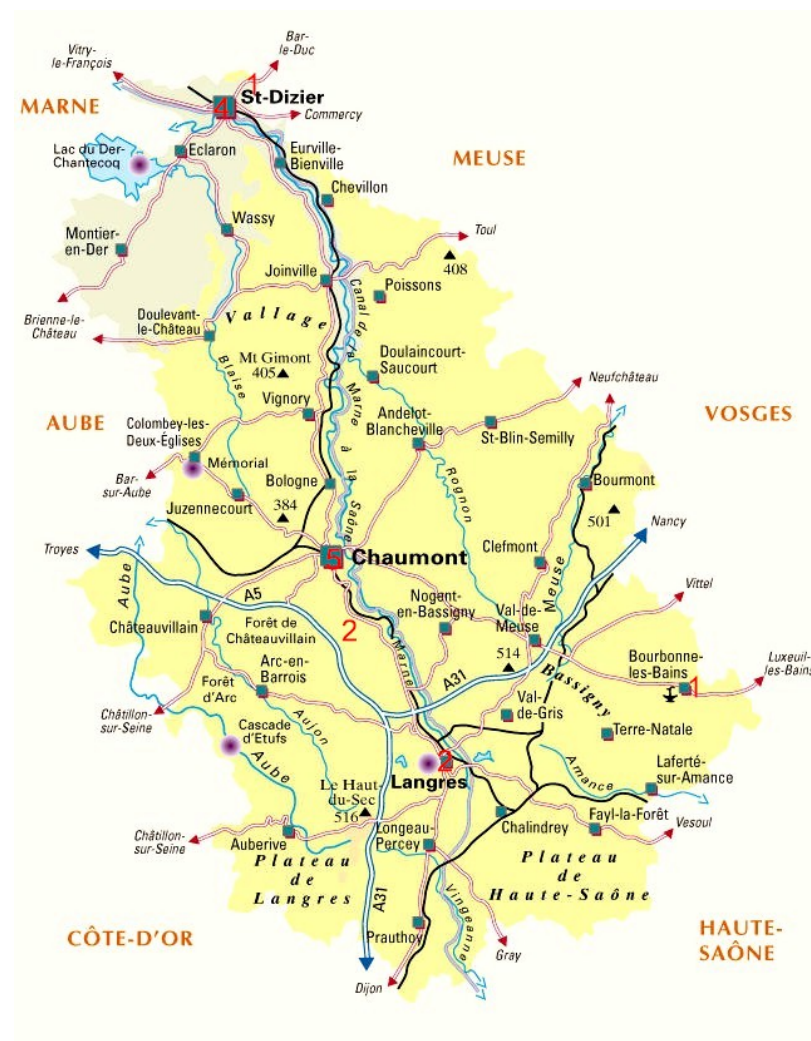 Bar-
le-Duc
Vitry-
le-François
1
4
St-Dizier
MARNE
Commercy
Lac du Der-
Chantecoq
Eclaron
Eurville-
Bienville
MEUSE
Chevillon
Wassy
Montier-
en-Der
Toul
408
Joinville
Poissons
Brienne-le-
Château
Doulevant-
le-Château
Vallage
Canal de la Marne à la Saône
Mt Gimont
405
Blaise
Doulaincourt-
Saucourt
Neufchâteau
Vignory
Andelot-
Blancheville
AUBE
Colombey-les-
Deux-Églises
St-Blin-Semilly
VOSGES
Mémorial
Bar-
sur-Aube
Bologne
Rognon
Bourmont
Juzennecourt
384
501
Nancy
Troyes
5
Chaumont
Clefmont
Aube
A5
Meuse
Vittel
Châteauvillain
Forêt de
Châteauvillain
2
Nogent-
en-Bassigny
Val-de-
Meuse
Marne
514
Bourbonne-
les-Bains
1
Luxeuil-
les-Bains
Forêt
d'Arc
Arc-en-
Barrois
A31
Bassigny
Châtillon-
sur-Seine
Aujon
Val-
de-Gris
Cascade
d'Etufs
Terre-Natale
Aube
2
Langres
Amance
Laferté-
sur-Amance
Le Haut-
du-Sec
516
Chalindrey
Fayl-la-Forêt
Vesoul
Châtillon-
sur-Seine
Auberive
Longeau-
Percey
Plateau
de
Langres
A31
Plateau
de
Haute-Saône
Vingeanne
CÔTE-D'OR
Prauthoy
Gray
HAUTE-
SAÔNE
Dijon